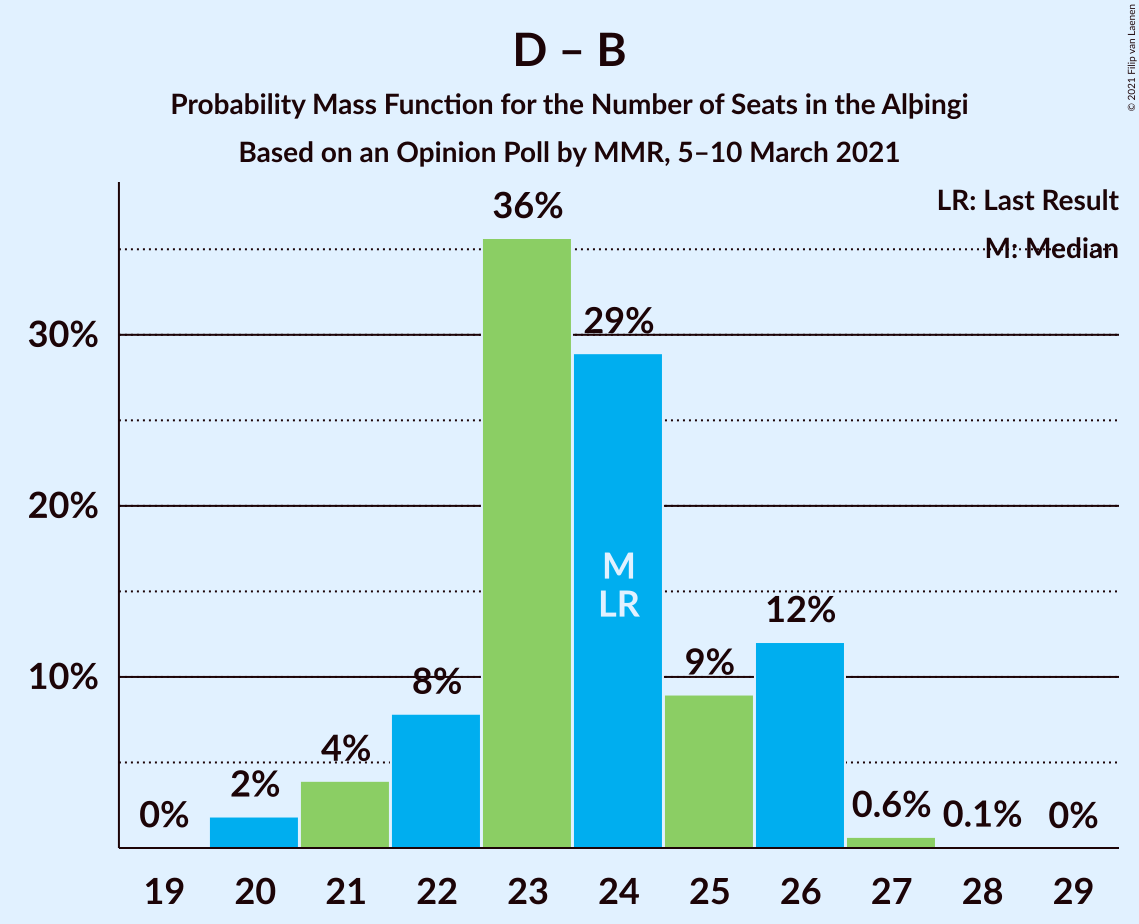 D – B
Probability Mass Function for the Number of Seats in the Alþingi
Based on an Opinion Poll by MMR, 5–10 March 2021
© 2021 Filip van Laenen
LR: Last Result
M: Median
30%
20%
10%
0%
2%
4%
8%
36%
29%
9%
12%
0.6%
0.1%
0%
M
LR
19 20 21 22 23 24 25 26 27 28 29